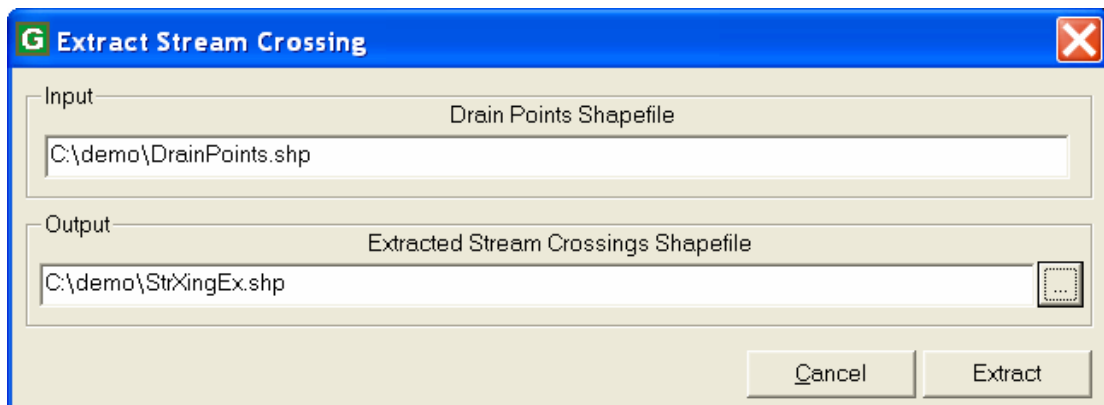 G Extract Stream Crossing
Input
Drain Points Shapefile
C:\demo\DrainPoints.shp
Output
Extracted Stream Crossings Shapefile
C:\demo\StrXingEx.shp
...
Cancel Extract